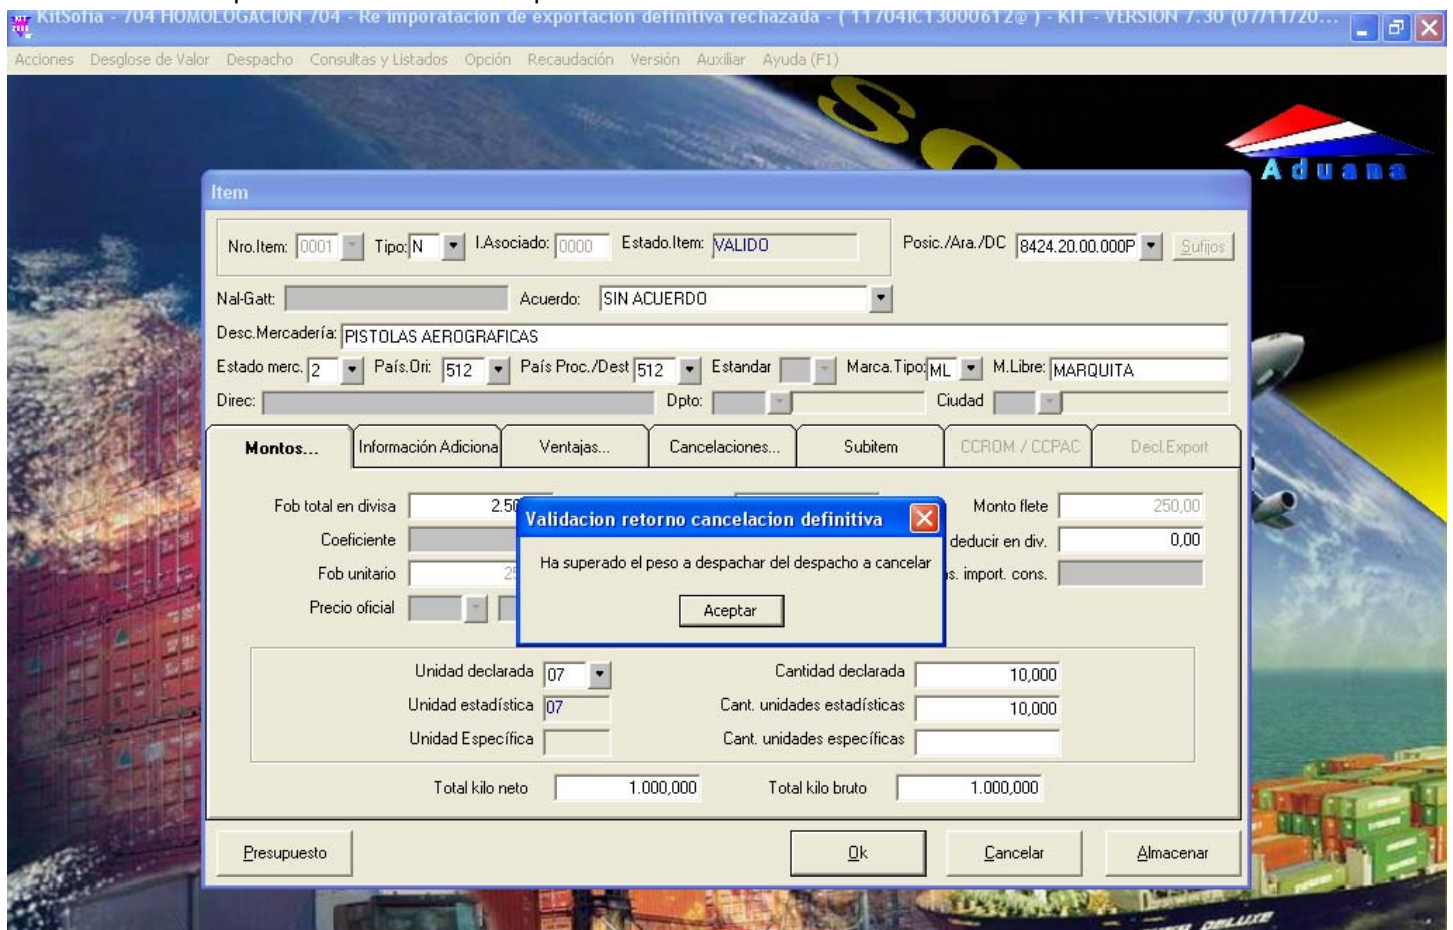 KitSofia - 704 HOMOLOGACION 704 - Re imporatacion de exportacion definitiva rechazada - ( 11704IC13000612@ ) - KIT - VERSION 7.30 (07/11/20...
Acciones Desglose de Valor Despacho Consultas y Listados Opción Recaudación Versión Auxiliar Ayuda (F1)
Aduana
Item
Nro.Item: 0001 Tipo: N I.Asociado: 0000 Estado.Item: VALIDO Posic./Ara./DC 8424.20.00.000P Sufijos
Nal-Gatt: Acuerdo: SIN ACUERDO
Desc.Mercadería: PISTOLAS AEROGRAFICAS
Estado merc. 2 País.Ori: 512 País Proc./Dest 512 Estandar Marca.Tipo: ML M.Libre: MARQUITA
Direc: Dpto: Ciudad
Montos... Información Adiciona Ventajas... Cancelaciones... Subitem CCROM / CCPAC Decl.Export
Fob total en divisa 2.50 Monto flete 250,00
Validacion retorno cancelacion definitiva
Coeficiente deducir en div. 0,00
Ha superado el peso a despachar del despacho a cancelar
Fob unitario 25 s. import. cons.
Precio oficial Aceptar
Unidad declarada 07 Cantidad declarada 10,000
Unidad estadística 07 Cant. unidades estadísticas 10,000
Unidad Específica Cant. unidades específicas
Total kilo neto 1.000,000 Total kilo bruto 1.000,000
Presupuesto Ok Cancelar Almacenar
DELUXE